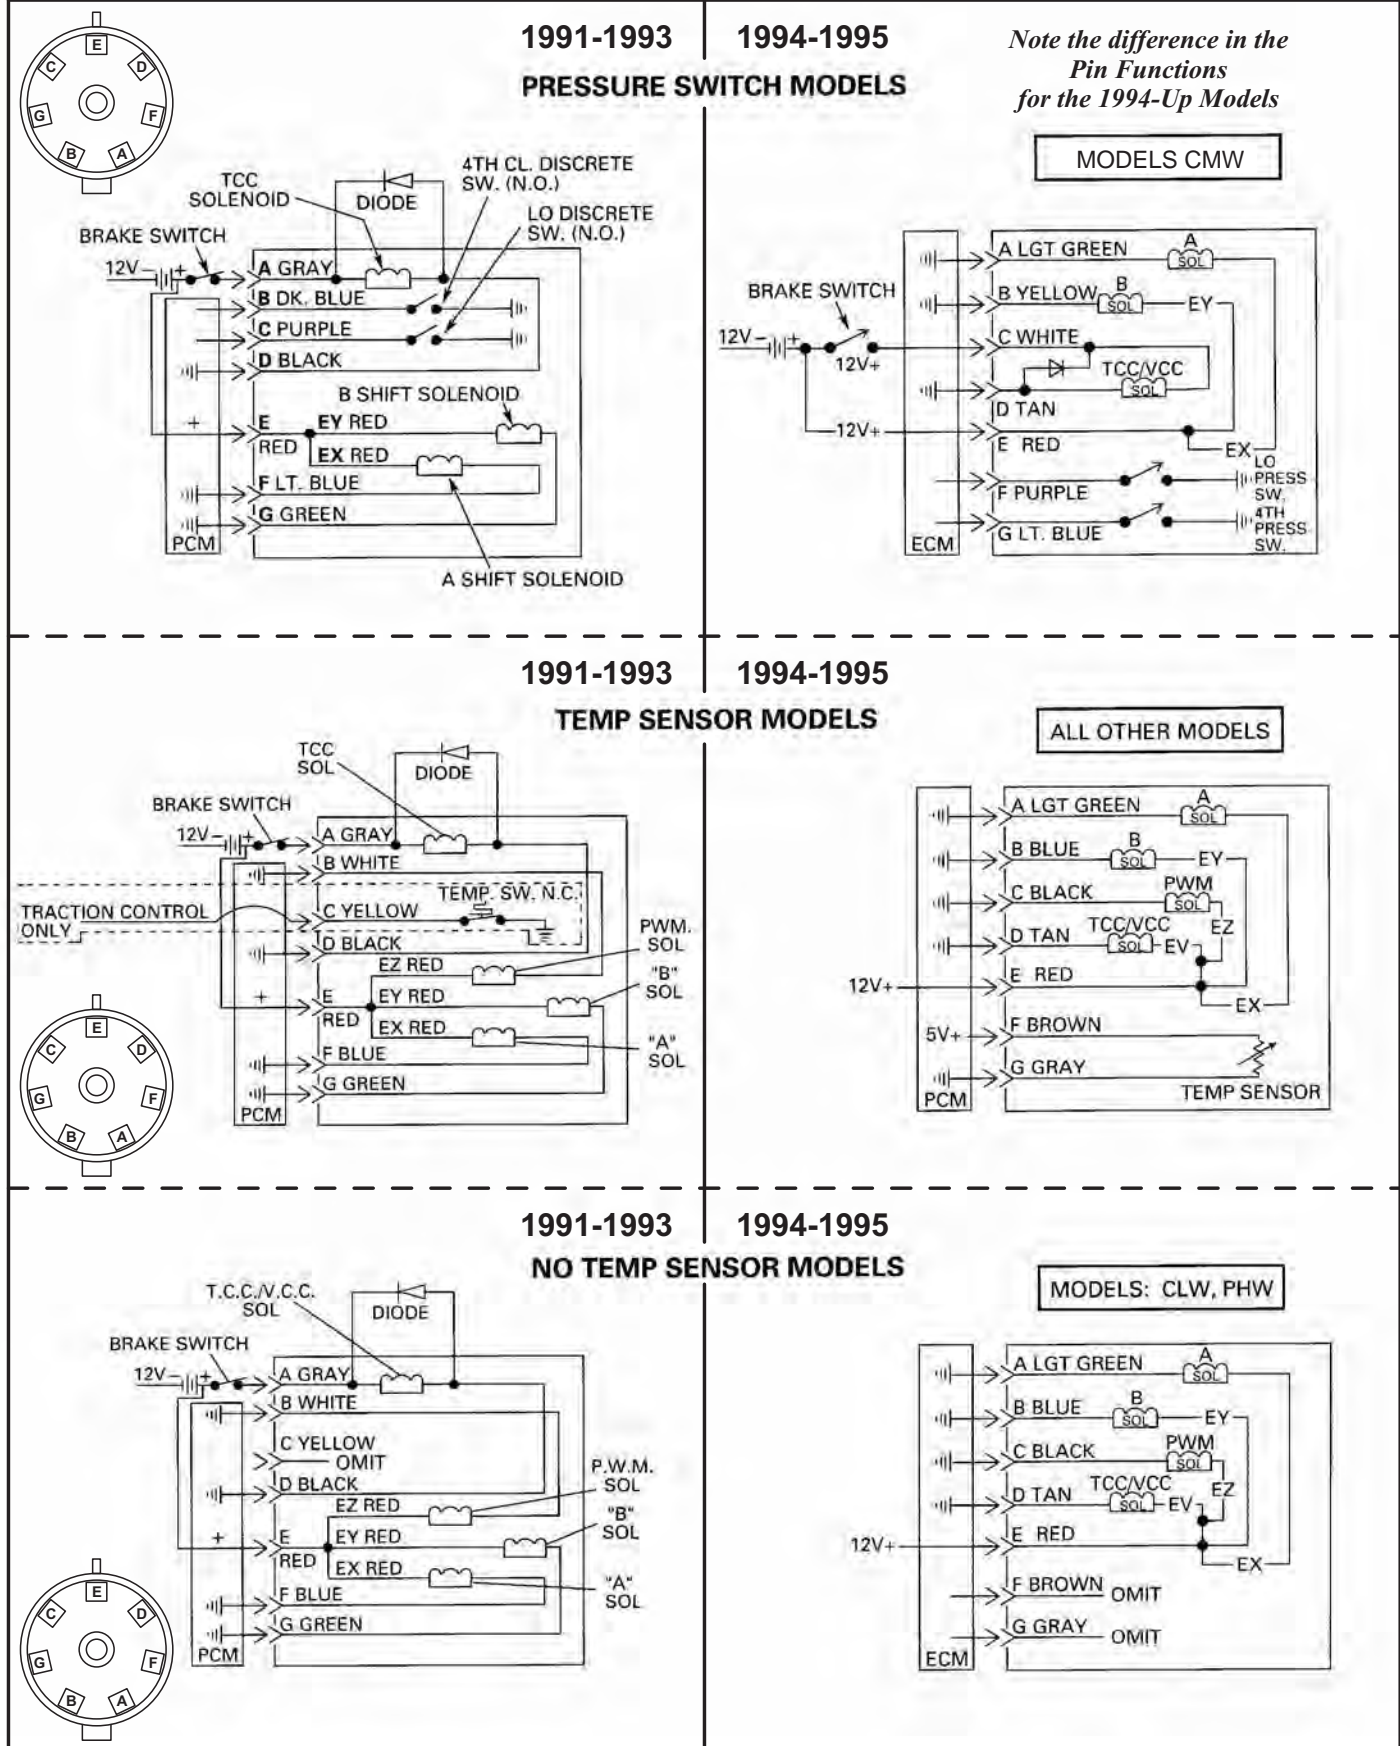 1991-1993
1994-1995
PRESSURE SWITCH MODELS
Note the difference in the
Pin Functions
for the 1994-Up Models
E
C
D
G
F
B
A
TCC
SOLENOID
DIODE
4TH CL. DISCRETE
SW. (N.O.)
LO DISCRETE
SW. (N.O.)
BRAKE SWITCH
12V-
+
A GRAY
B DK. BLUE
C PURPLE
D BLACK
B SHIFT SOLENOID
+
E
RED
EY RED
EX RED
F LT. BLUE
G GREEN
PCM
A SHIFT SOLENOID
MODELS CMW
A LGT GREEN
A
SOL
B YELLOW
B
SOL
EY
BRAKE SWITCH
12V-
+
12V+
C WHITE
TCC/VCC
SOL
D TAN
12V+
E RED
EX
LO
PRESS
SW.
F PURPLE
4TH
PRESS
SW.
G LT. BLUE
ECM
1991-1993
1994-1995
TEMP SENSOR MODELS
TCC
SOL
DIODE
BRAKE SWITCH
12V-
+
A GRAY
B WHITE
TEMP. SW. N.C.
TRACTION CONTROL
ONLY
C YELLOW
D BLACK
PWM.
SOL
EZ RED
"B"
SOL
+
E
RED
EY RED
EX RED
"A"
SOL
F BLUE
G GREEN
PCM
E
C
D
G
F
B
A
ALL OTHER MODELS
A LGT GREEN
A
SOL
B BLUE
B
SOL
EY
C BLACK
PWM
SOL
EZ
D TAN
TCC/VCC
SOL
EV
12V+
E RED
EX
5V+
F BROWN
G GRAY
TEMP SENSOR
PCM
1991-1993
1994-1995
NO TEMP SENSOR MODELS
T.C.C./V.C.C.
SOL
DIODE
BRAKE SWITCH
12V-
+
A GRAY
B WHITE
C YELLOW
OMIT
D BLACK
P.W.M.
SOL
EZ RED
"B"
SOL
+
E
RED
EY RED
EX RED
"A"
SOL
F BLUE
G GREEN
PCM
E
C
D
G
F
B
A
MODELS: CLW, PHW
A LGT GREEN
A
SOL
B BLUE
B
SOL
EY
C BLACK
PWM
SOL
EZ
D TAN
TCC/VCC
SOL
EV
12V+
E RED
EX
F BROWN
OMIT
G GRAY
OMIT
ECM